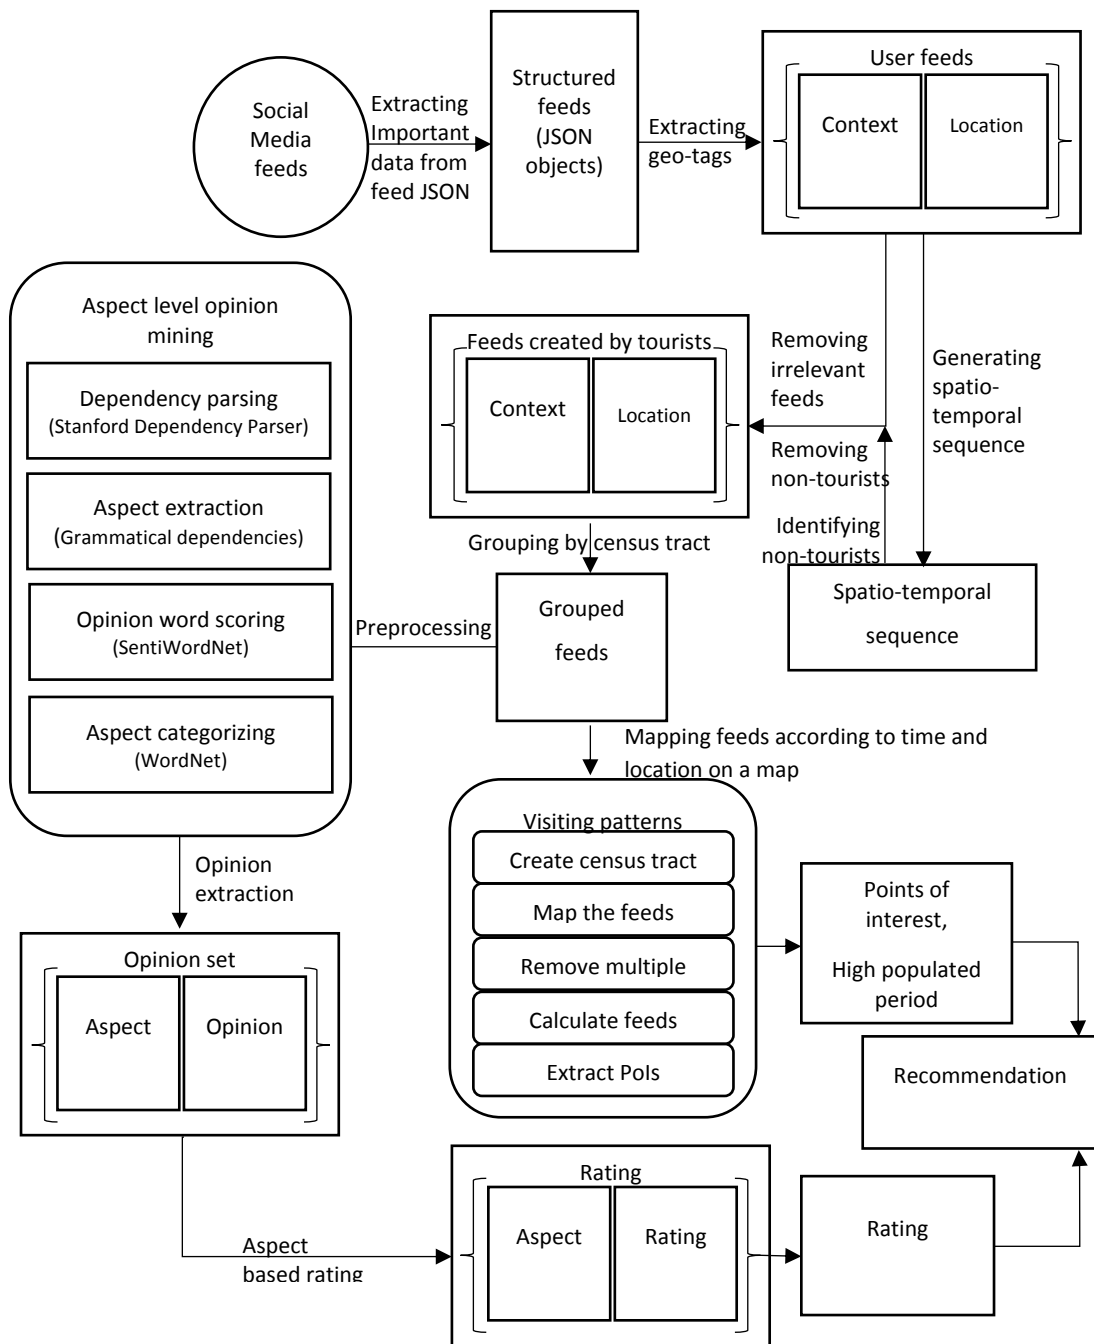 Social
Media
feeds
Extracting
Important
data from
feed JSON
Structured
feeds
(JSON
objects)
Extracting
geo-tags
User feeds
Context
Location
Aspect level opinion
mining
Dependency parsing
(Stanford Dependency Parser)
Aspect extraction
(Grammatical dependencies)
Opinion word scoring
(SentiWordNet)
Aspect categorizing
(WordNet)
Feeds created by tourists
Context
Location
Removing
irrelevant
feeds
Removing
non-tourists
Generating
spatio-
temporal
sequence
Identifying
non-tourists
Spatio-temporal
sequence
Grouping by census tract
Grouped
feeds
Preprocessing
Mapping feeds according to time and
location on a map
Visiting patterns
Create census tract
Map the feeds
Remove multiple
Calculate feeds
Extract PoIs
Points of
interest,
High populated
period
Recommendation
Opinion
extraction
Opinion set
Aspect
Opinion
Aspect
based rating
Rating
Aspect
Rating
Rating